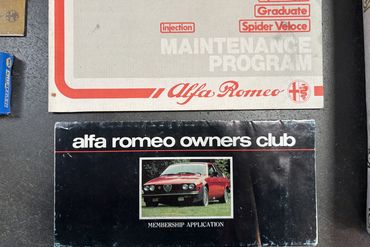 Graduate
injection
Spider Veloce
MAINTENANCE
PROGRAM
Alfa Romeo
alfa romeo owners club
MEMBERSHIP APPLICATION